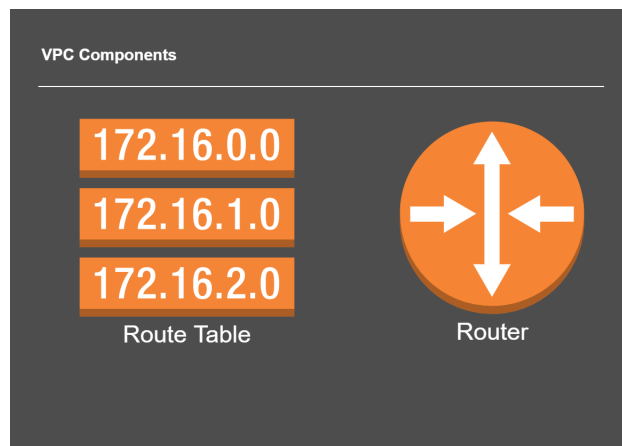 VPC Components
172.16.0.0
172.16.1.0
172.16.2.0
Route Table
Router